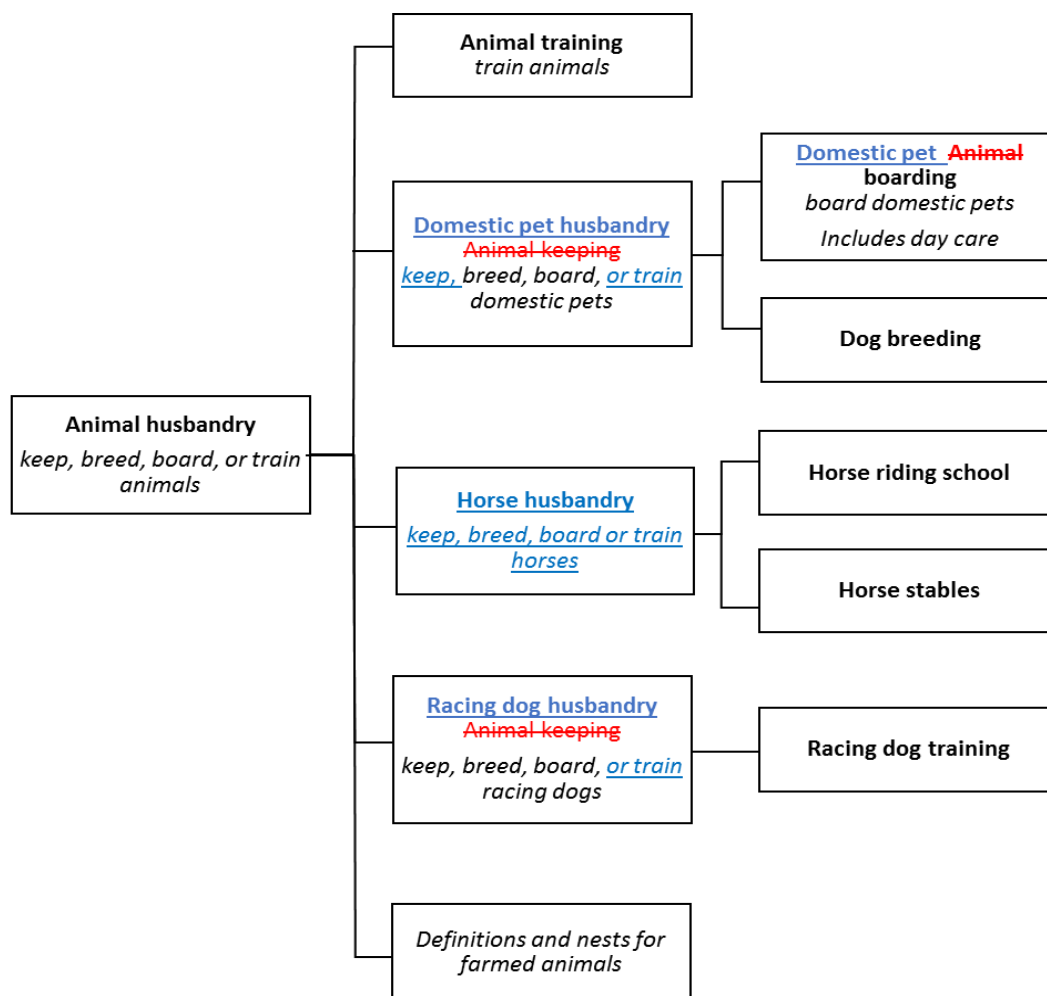 Animal training
train animals
Domestic pet Animal
boarding
board domestic pets
Includes day care
Domestic pet husbandry
Animal keeping
keep, breed, board, or train
domestic pets
Dog breeding
Animal husbandry
keep, breed, board, or train
animals
Horse riding school
Horse husbandry
keep, breed, board or train
horses
Horse stables
Racing dog husbandry
Animal keeping
keep, breed, board, or train
racing dogs
Racing dog training
Definitions and nests for
farmed animals